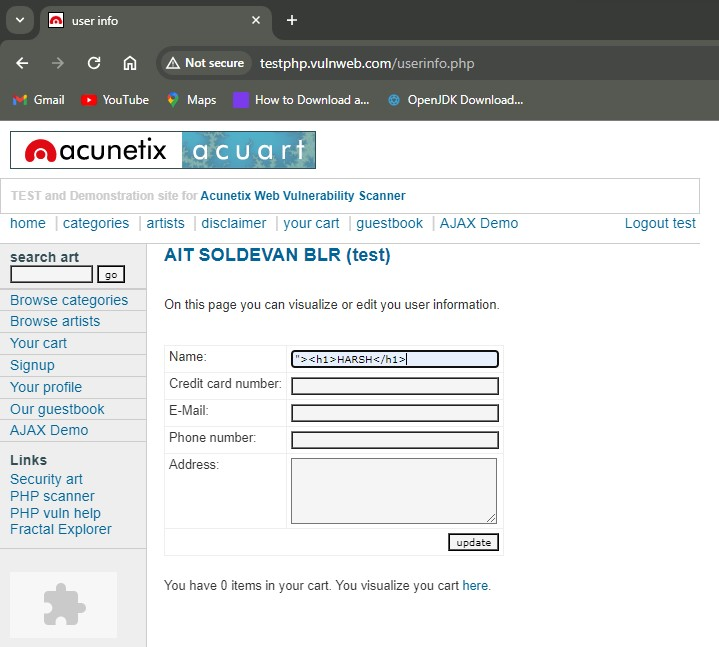 user info
Not secure
testphp.vulnweb.com/userinfo.php
Gmail YouTube Maps How to Download a... OpenJDK Download...
acunetix acuart
TEST and Demonstration site for Acunetix Web Vulnerability Scanner
home | categories | artists | disclaimer | your cart | guestbook | AJAX Demo Logout test
search art
go
Browse categories
Browse artists
Your cart
Signup
Your profile
Our guestbook
AJAX Demo
Links
Security art
PHP scanner
PHP vuln help
Fractal Explorer
AIT SOLDEVAN BLR (test)
On this page you can visualize or edit you user information.
Name: "><h1>HARSH</h1>
Credit card number:
E-Mail:
Phone number:
Address:
update
You have 0 items in your cart. You visualize you cart here.